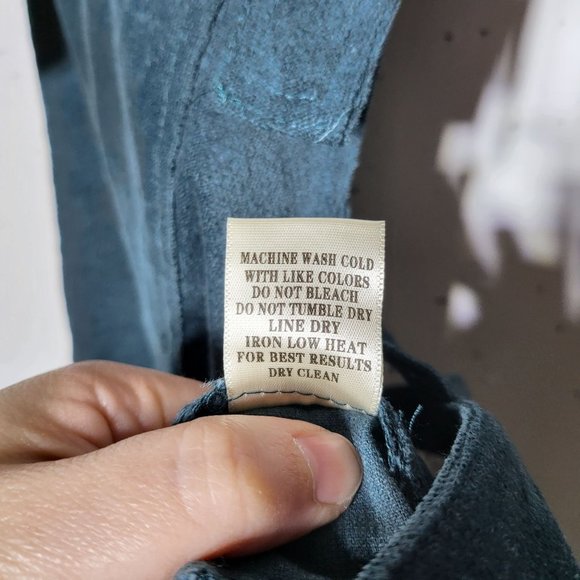 MACHINE WASH COLD
WITH LIKE COLORS
DO NOT BLEACH
DO NOT TUMBLE DRY
LINE DRY
IRON LOW HEAT
FOR BEST RESULTS
DRY CLEAN